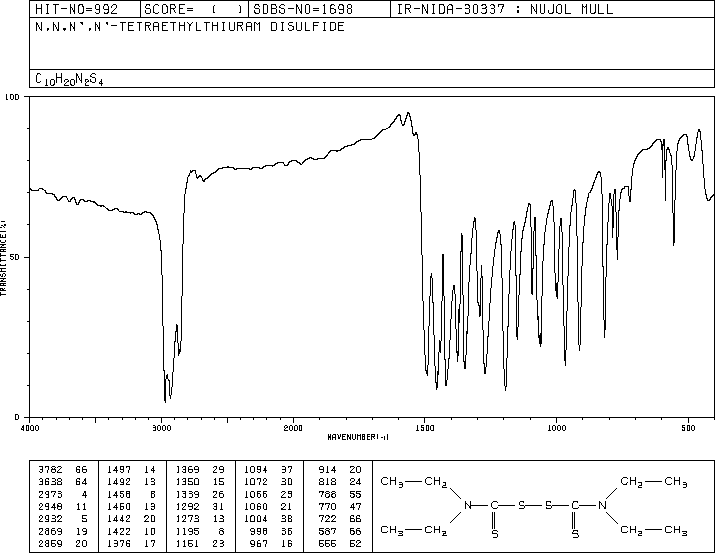 HIT-NO=992 SCORE= ( ) SDBS-NO=1698 IR-NIDA-30337 : NUJOL MULL
N,N,N',N'-TETRAETHYLTHIURAM DISULFIDE
C10H20N2S4
100
50
0
TRANSMITTANCE(%)
4000 3000 2000 1500 1000 500
WAVENUMBER(-1)
3782 66 1497 14 1369 29 1094 37 914 20
3638 64 1492 13 1350 15 1072 30 818 24
2973 4 1458 8 1339 26 1066 29 788 55
2948 11 1450 13 1292 31 1060 21 770 47
2932 5 1442 20 1273 13 1004 38 722 66
2869 19 1422 10 1195 8 998 36 587 66
2859 20 1376 17 1151 23 967 16 555 52
CH3 CH2 CH2 CH3
N C S S C N
CH3 CH2 S S CH2 CH3